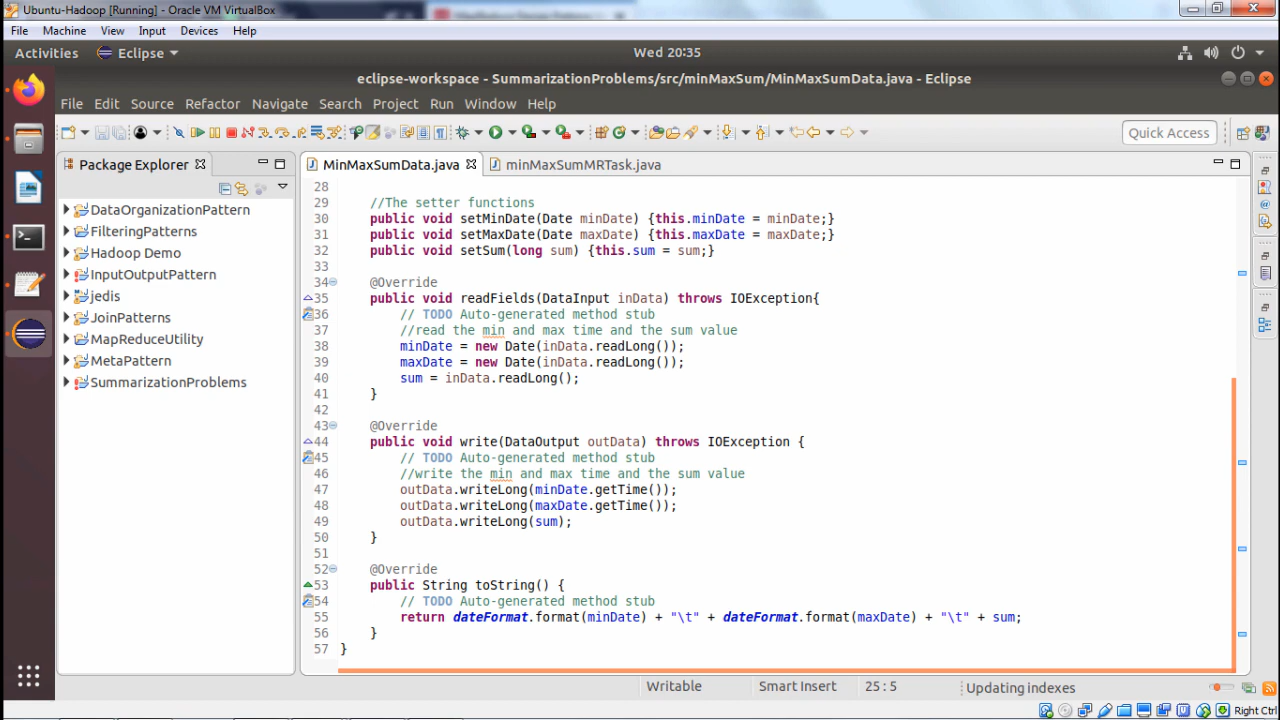 Ubuntu-Hadoop [Running] - Oracle VM VirtualBox
File Machine View Input Devices Help
Activities Eclipse Wed 20:35
eclipse-workspace - SummarizationProblems/src/minMaxSum/MinMaxSumData.java - Eclipse
File Edit Source Refactor Navigate Search Project Run Window Help
Quick Access
Package Explorer
DataOrganizationPattern
FilteringPatterns
Hadoop Demo
InputOutputPattern
jedis
JoinPatterns
MapReduceUtility
MetaPattern
SummarizationProblems
MinMaxSumData.java minMaxSumMRTask.java
28
29 //The setter functions
30 public void setMinDate(Date minDate) {this.minDate = minDate;}
31 public void setMaxDate(Date maxDate) {this.maxDate = maxDate;}
32 public void setSum(long sum) {this.sum = sum;}
33
34 @Override
35 public void readFields(DataInput inData) throws IOException{
36 // TODO Auto-generated method stub
37 //read the min and max time and the sum value
38 minDate = new Date(inData.readLong());
39 maxDate = new Date(inData.readLong());
40 sum = inData.readLong();
41 }
42
43 @Override
44 public void write(DataOutput outData) throws IOException {
45 // TODO Auto-generated method stub
46 //write the min and max time and the sum value
47 outData.writeLong(minDate.getTime());
48 outData.writeLong(maxDate.getTime());
49 outData.writeLong(sum);
50 }
51
52 @Override
53 public String toString() {
54 // TODO Auto-generated method stub
55 return dateFormat.format(minDate) + "\t" + dateFormat.format(maxDate) + "\t" + sum;
56 }
57 }
Writable Smart Insert 25 : 5 Updating indexes
Right Ctrl